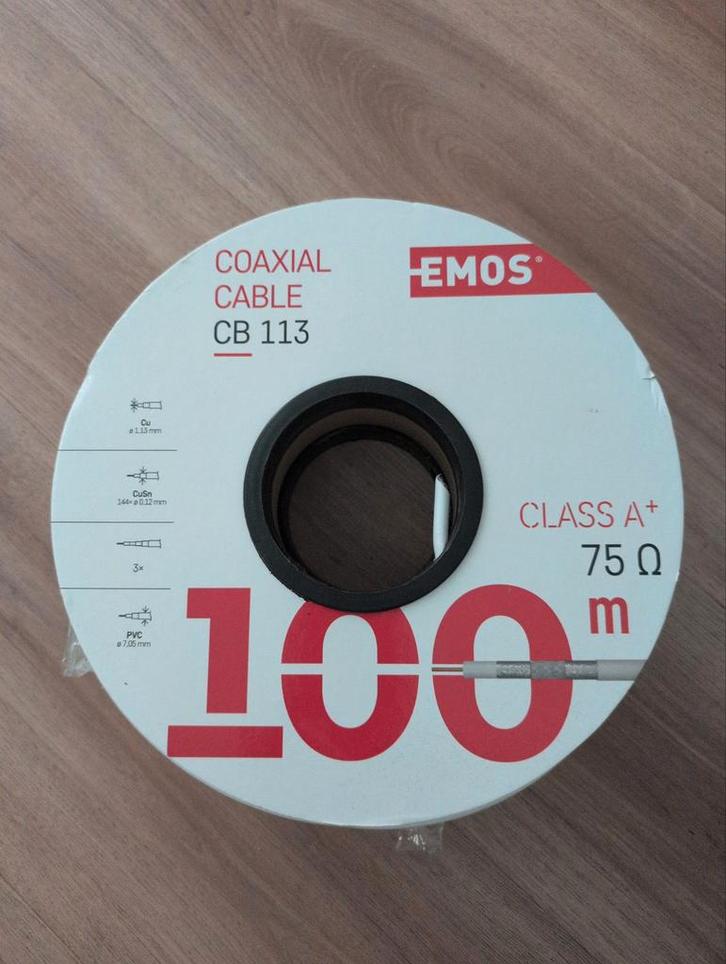 COAXIAL
CABLE
CB 113
EMOS®
Cu
ø 1,13 mm
CuSn
144× ø 0,12 mm
3×
PVC
ø 7,05 mm
CLASS A+
75 Ω
100 m